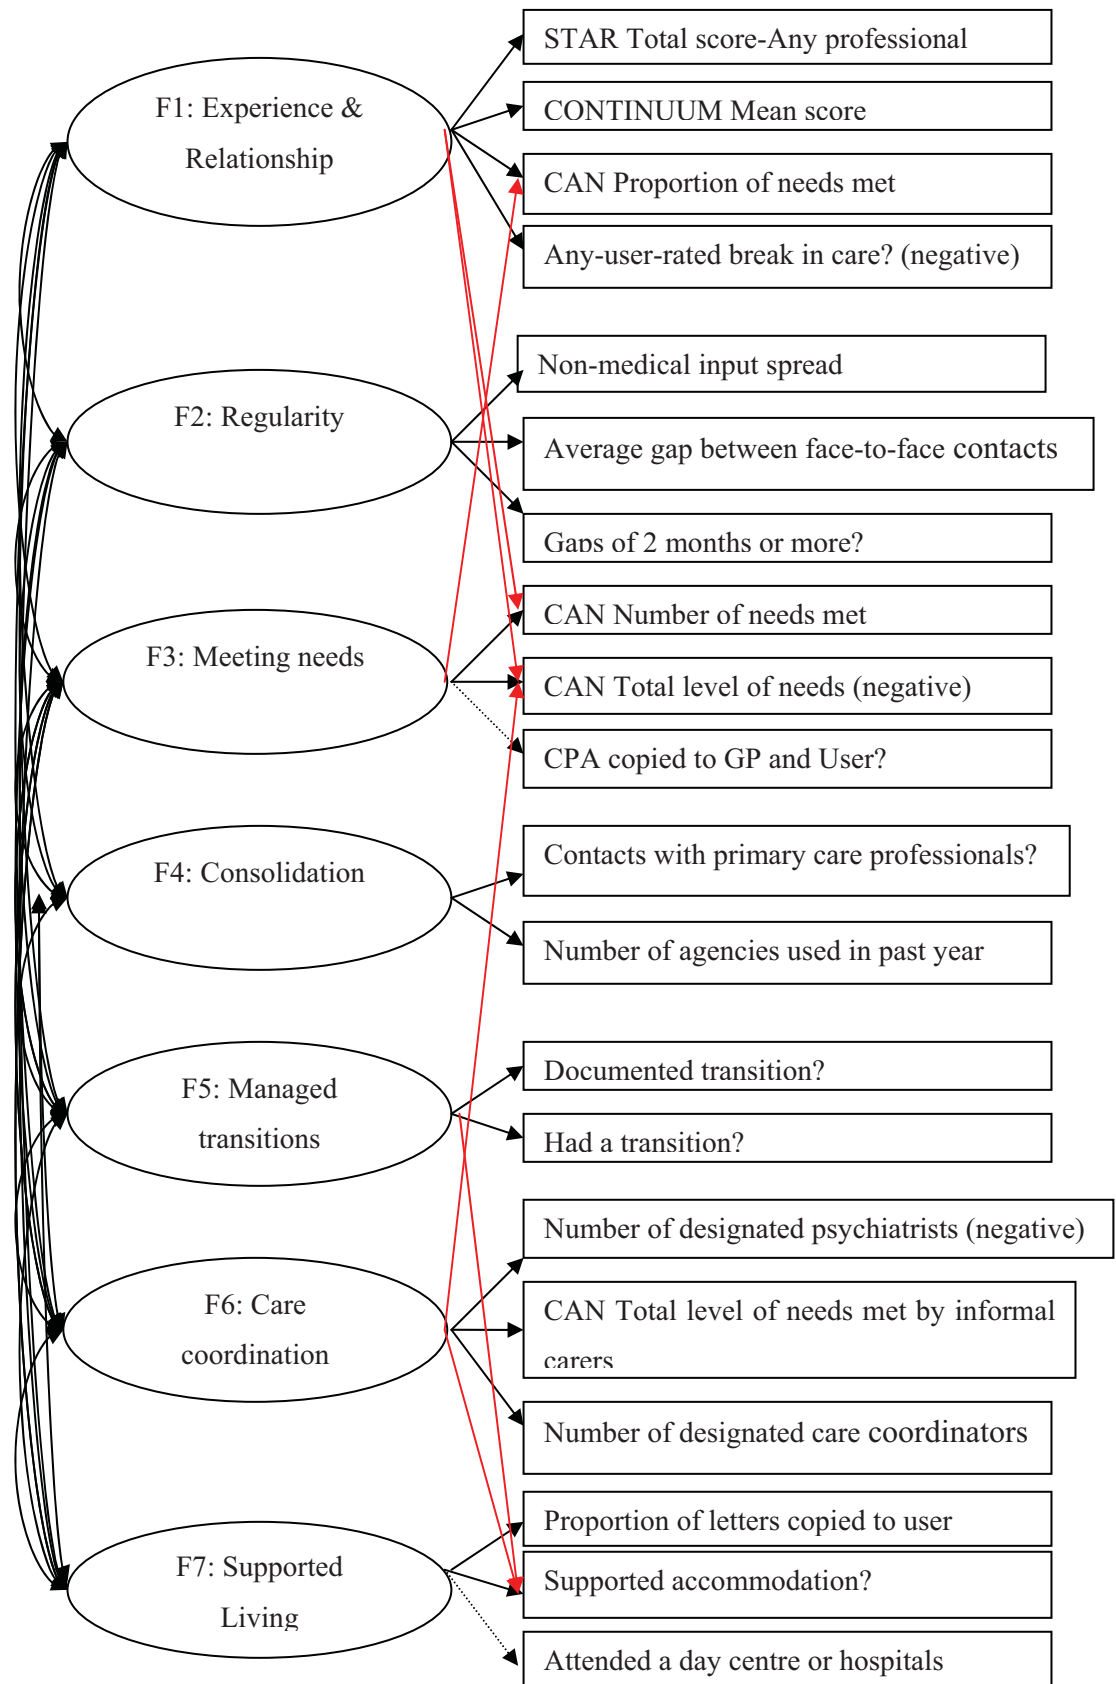 STAR Total score-Any professional
F1: Experience &
Relationship
CONTINUUM Mean score
CAN Proportion of needs met
Any-user-rated break in care? (negative)
Non-medical input spread
F2: Regularity
Average gap between face-to-face contacts
Gaps of 2 months or more?
CAN Number of needs met
F3: Meeting needs
CAN Total level of needs (negative)
CPA copied to GP and User?
Contacts with primary care professionals?
F4: Consolidation
Number of agencies used in past year
Documented transition?
F5: Managed
transitions
Had a transition?
Number of designated psychiatrists (negative)
F6: Care
coordination
CAN Total level of needs met by informal
carers
Number of designated care coordinators
Proportion of letters copied to user
F7: Supported
Living
Supported accommodation?
Attended a day centre or hospitals